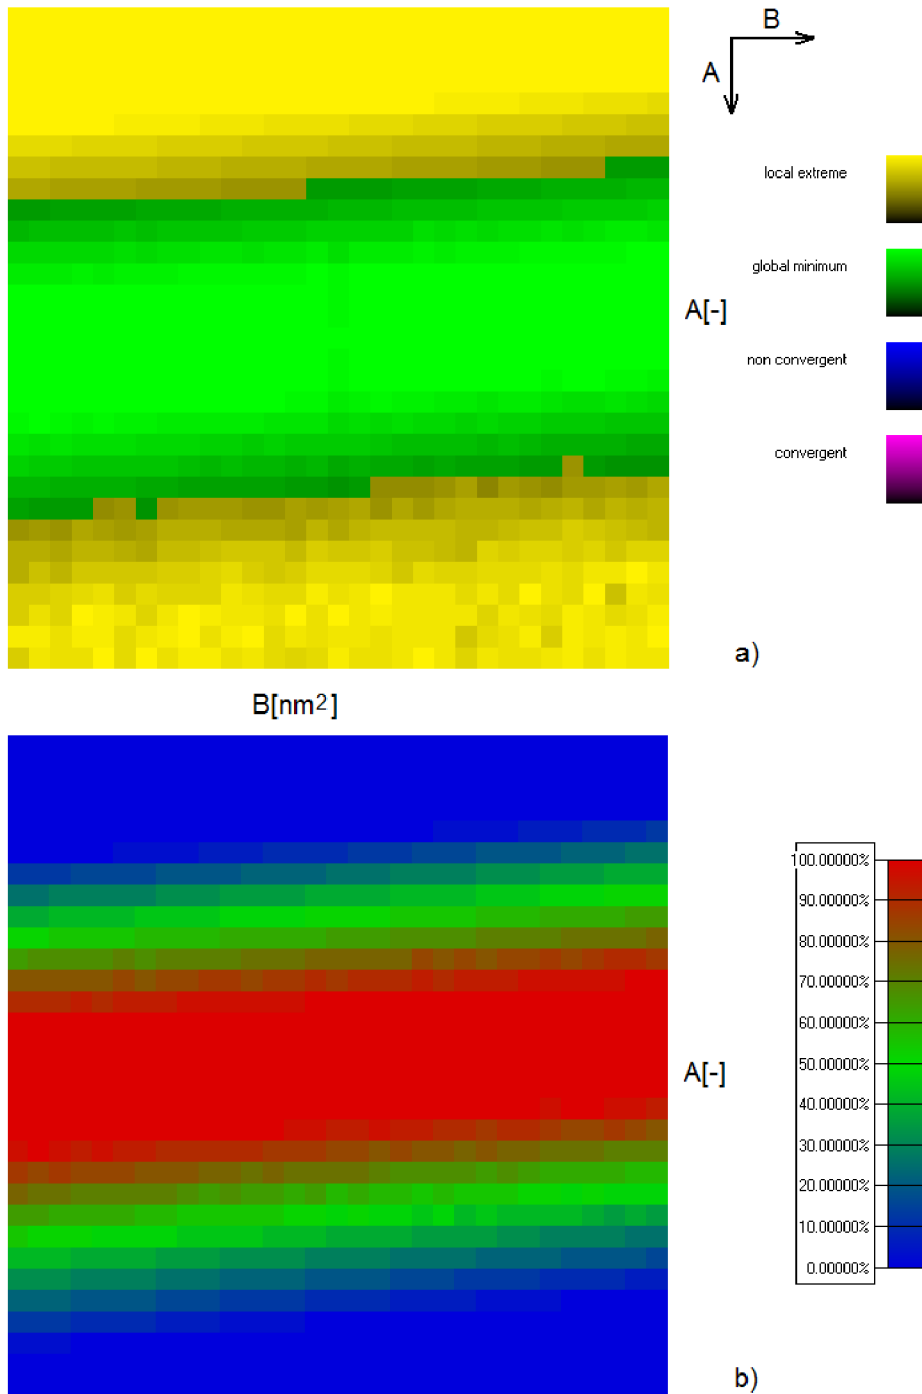 B
A
local extreme
global minimum
A[-]
non convergent
convergent
a)
B[nm²]
100.00000%
90.00000%
80.00000%
70.00000%
60.00000%
A[-]
50.00000%
40.00000%
30.00000%
20.00000%
10.00000%
0.00000%
b)